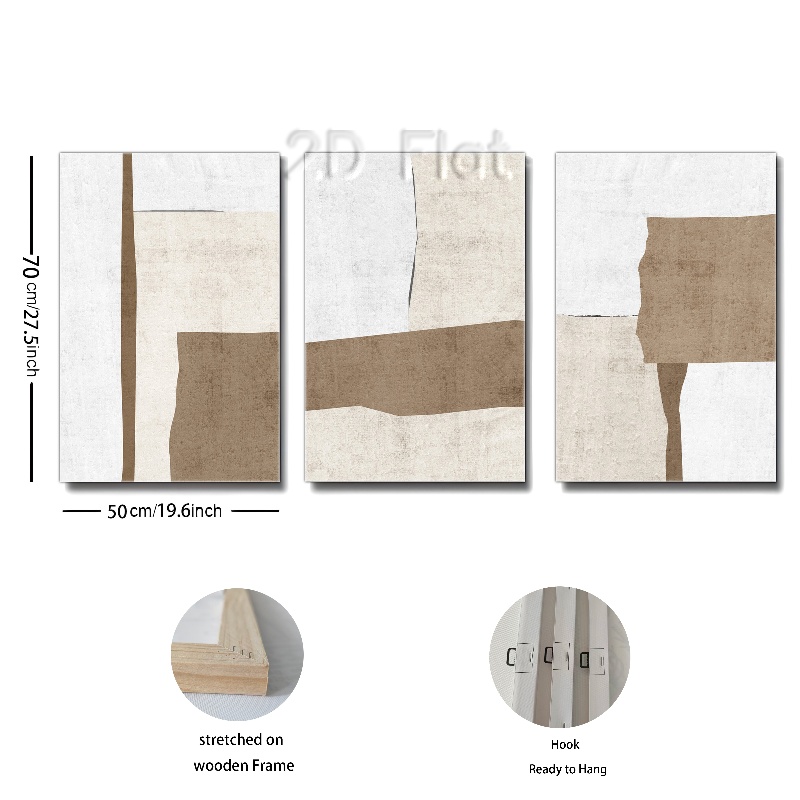 2D Flat
70 cm/27.5inch
50cm/19.6inch
stretched on
wooden Frame
Hook
Ready to Hang